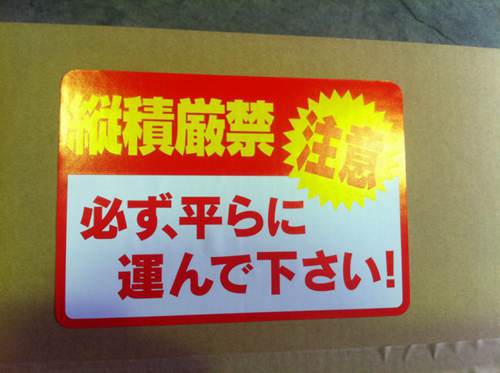 縦積厳禁
注意
必ず、平らに
運んで下さい!